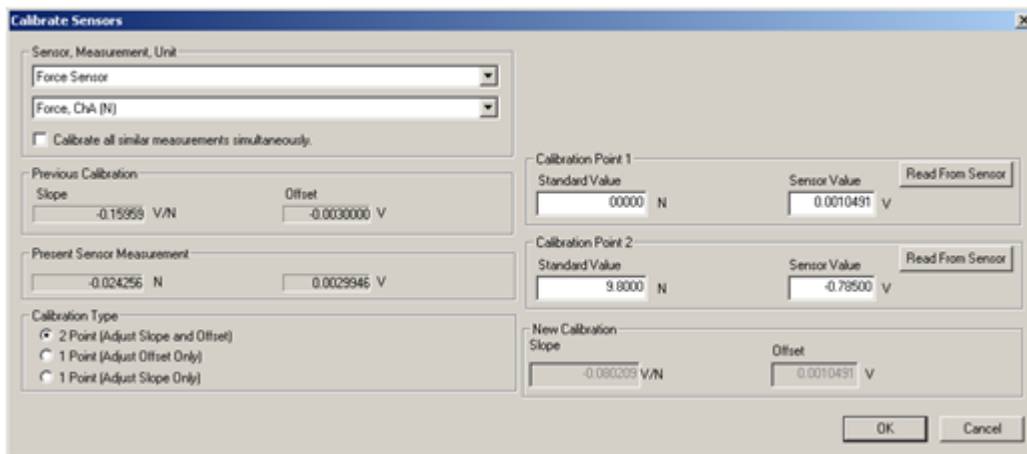 Calibrate Sensors
Sensor, Measurement, Unit
Force Sensor
Force, ChA (N)
Calibrate all similar measurements simultaneously.
Previous Calibration
Slope Offset
-0.15959 V/N -0.0030000 V
Present Sensor Measurement
-0.024256 N 0.0029946 V
Calibration Type
2 Point (Adjust Slope and Offset)
1 Point (Adjust Offset Only)
1 Point (Adjust Slope Only)
Calibration Point 1
Standard Value Sensor Value Read From Sensor
00000 N 0.0010491 V
Calibration Point 2
Standard Value Sensor Value Read From Sensor
9.8000 N -0.78500 V
New Calibration
Slope Offset
-0.080209 V/N 0.0010491 V
OK Cancel